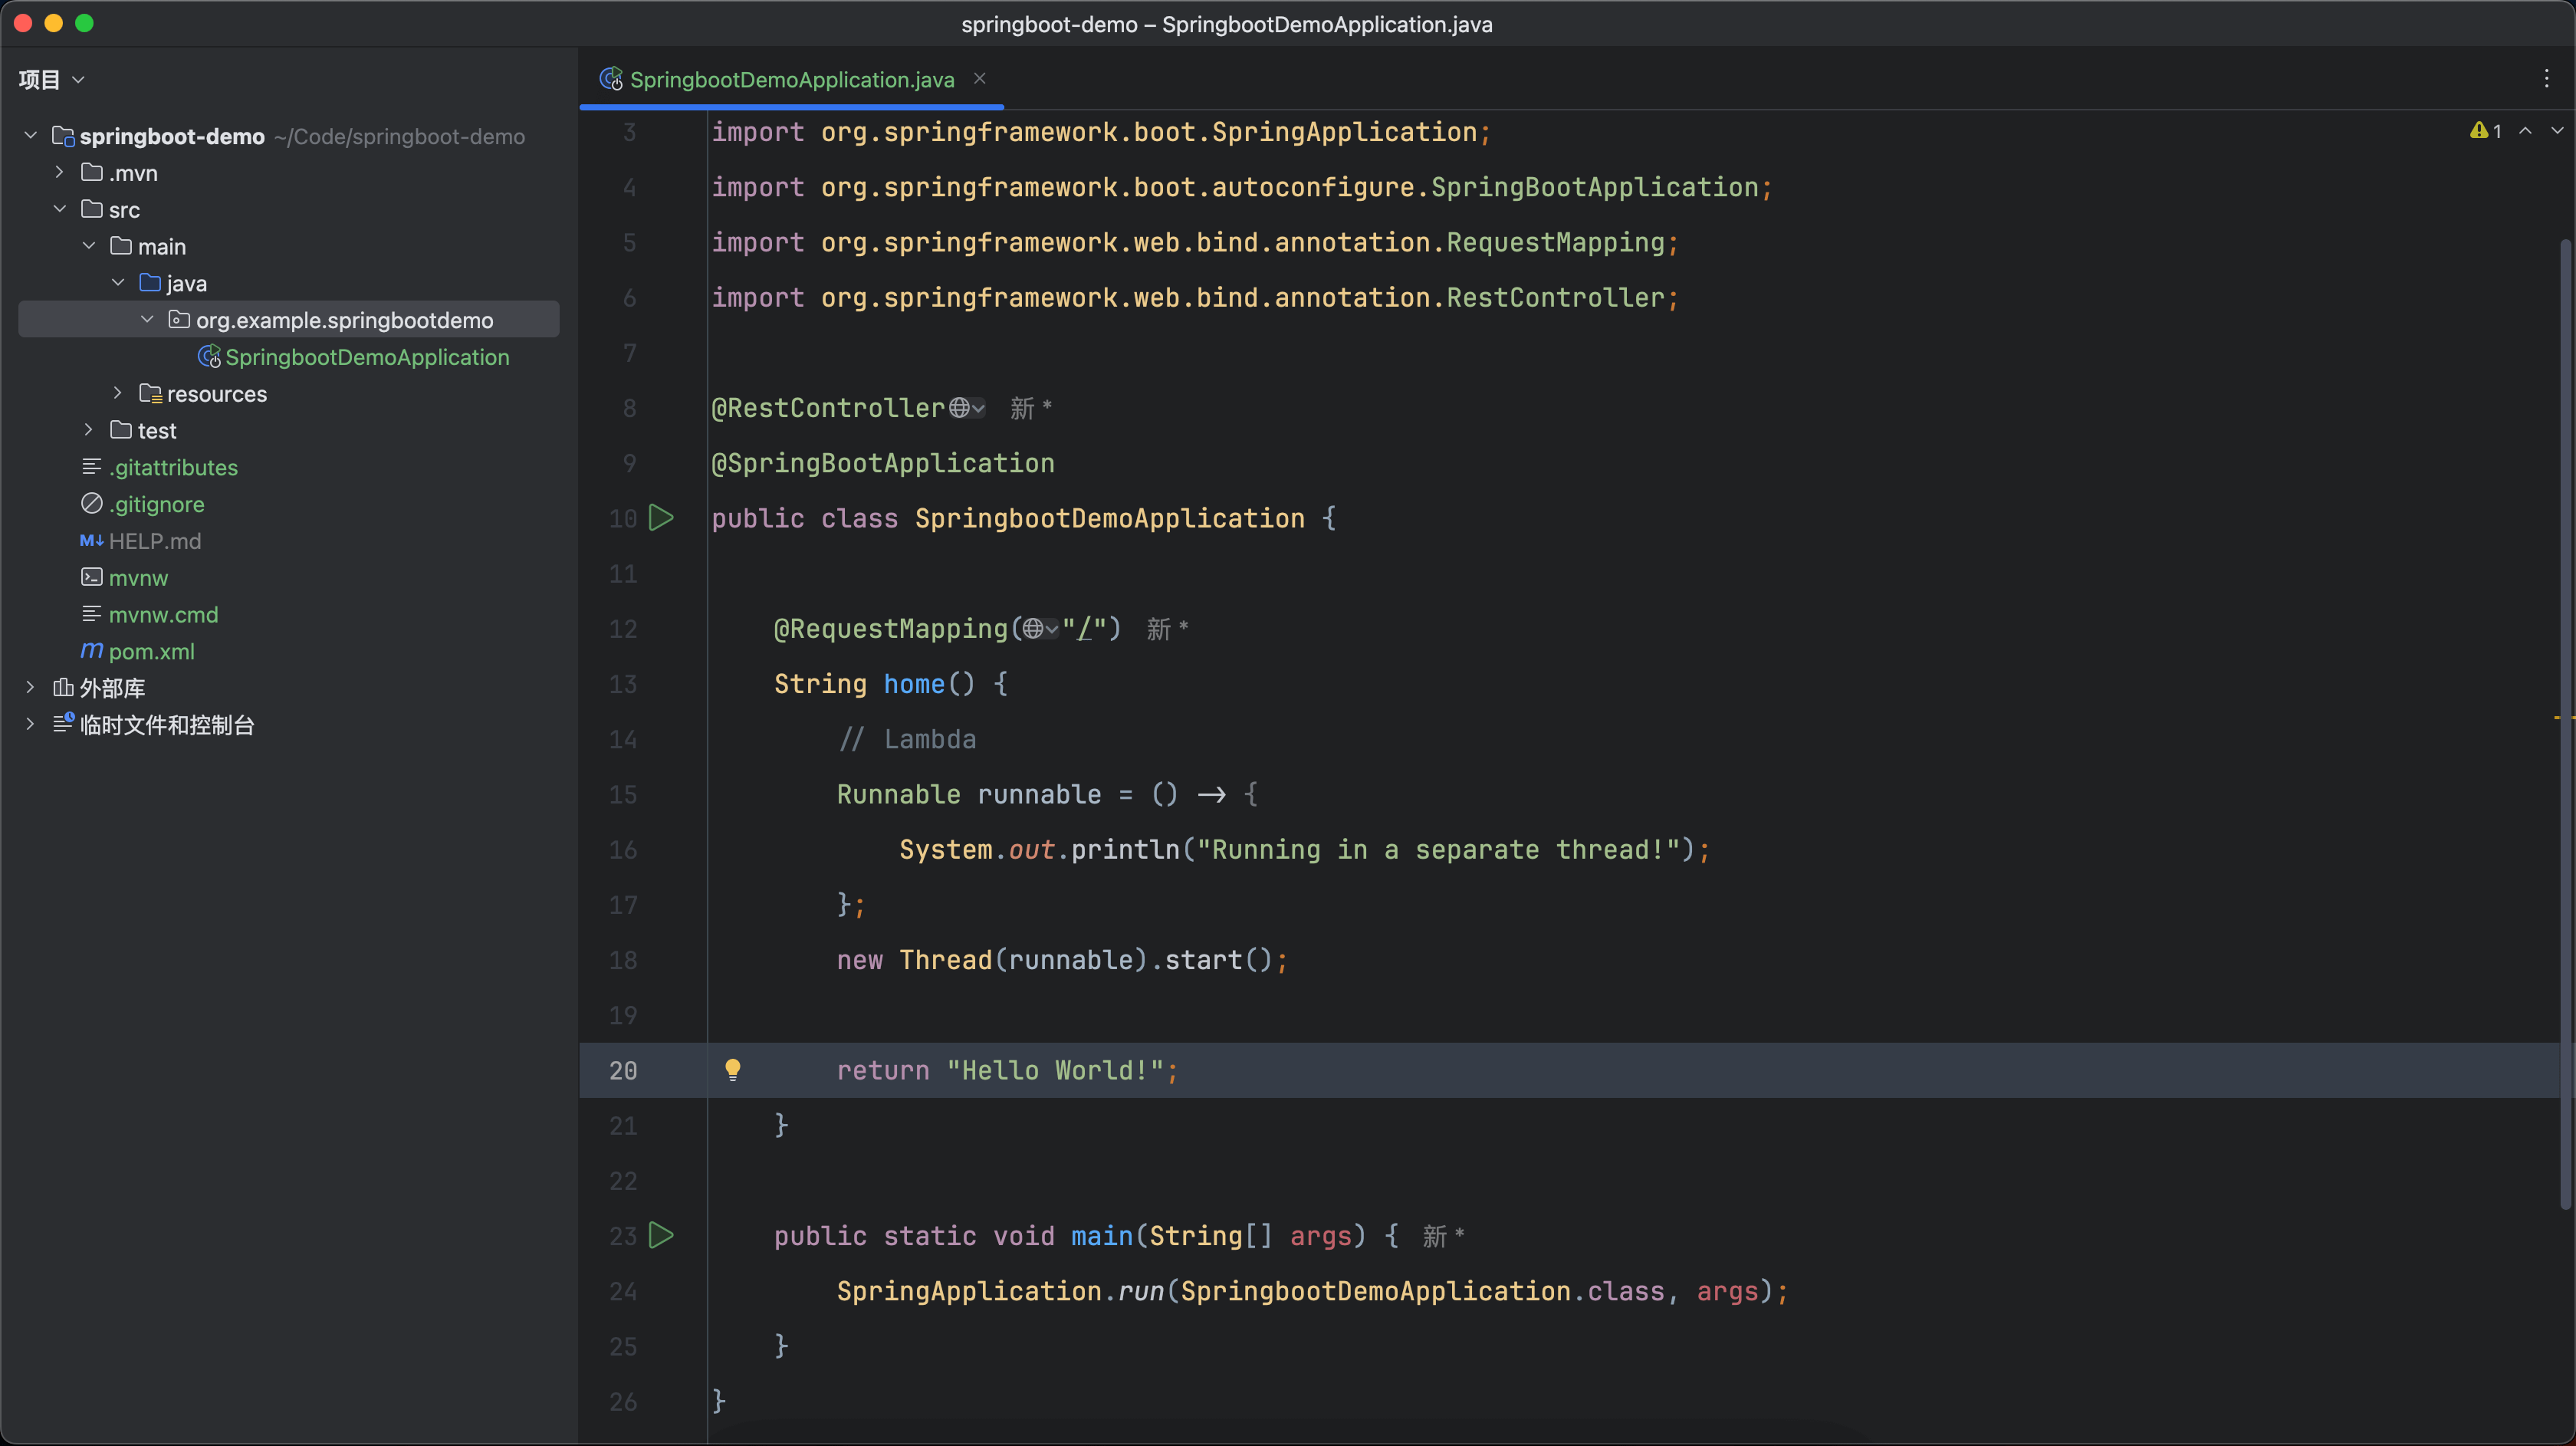 springboot-demo – SpringbootDemoApplication.java
项目
springboot-demo ~/Code/springboot-demo
.mvn
src
main
java
org.example.springbootdemo
SpringbootDemoApplication
resources
test
.gitattributes
.gitignore
M↓ HELP.md
mvnw
mvnw.cmd
m pom.xml
外部库
临时文件和控制台
SpringbootDemoApplication.java
1
3 import org.springframework.boot.SpringApplication;
4 import org.springframework.boot.autoconfigure.SpringBootApplication;
5 import org.springframework.web.bind.annotation.RequestMapping;
6 import org.springframework.web.bind.annotation.RestController;
7
8 @RestController 新 *
9 @SpringBootApplication
10 public class SpringbootDemoApplication {
11
12 @RequestMapping("/") 新 *
13 String home() {
14 // Lambda
15 Runnable runnable = () -> {
16 System.out.println("Running in a separate thread!");
17 };
18 new Thread(runnable).start();
19
20 return "Hello World!";
21 }
22
23 public static void main(String[] args) { 新 *
24 SpringApplication.run(SpringbootDemoApplication.class, args);
25 }
26 }